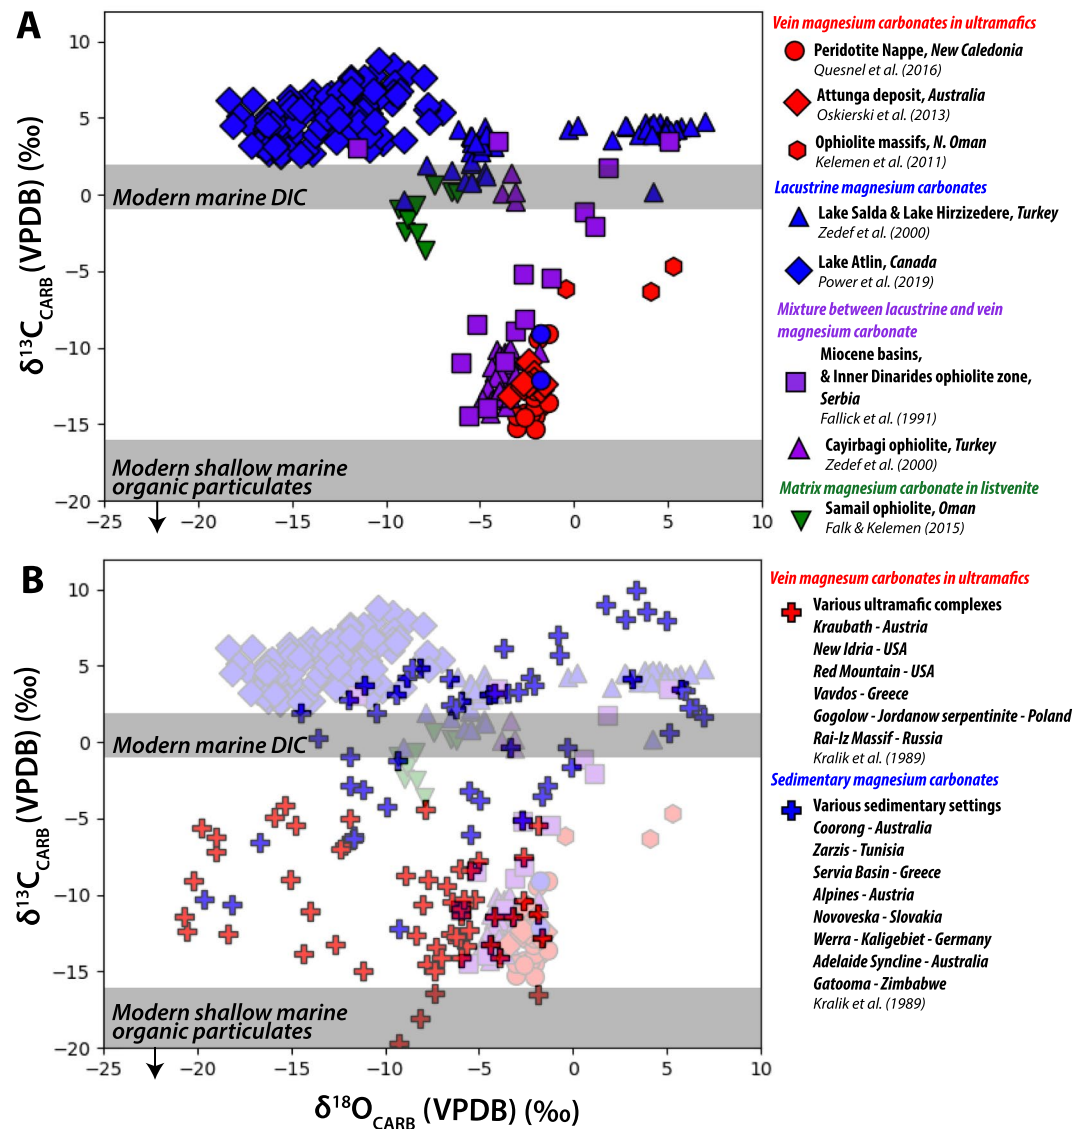 A
10
5
0
−5
−10
−15
−20
δ13CCARB (VPDB) (‰)
Modern marine DIC
Modern shallow marine
organic particulates
−25
−20
−15
−10
−5
0
5
10
Vein magnesium carbonates in ultramafics
Peridotite Nappe, New Caledonia
Quesnel et al. (2016)
Attunga deposit, Australia
Oskierski et al. (2013)
Ophiolite massifs, N. Oman
Kelemen et al. (2011)
Lacustrine magnesium carbonates
Lake Salda & Lake Hirzizedere, Turkey
Zedef et al. (2000)
Lake Atlin, Canada
Power et al. (2019)
Mixture between lacustrine and vein
magnesium carbonate
Miocene basins,
& Inner Dinarides ophiolite zone,
Serbia
Fallick et al. (1991)
Cayirbagi ophiolite, Turkey
Zedef et al. (2000)
Matrix magnesium carbonate in listvenite
Samail ophiolite, Oman
Falk & Kelemen (2015)
B
10
5
0
−5
−10
−15
−20
δ13CCARB (VPDB) (‰)
Modern marine DIC
Modern shallow marine
organic particulates
−25
−20
−15
−10
−5
0
5
10
δ18OCARB (VPDB) (‰)
Vein magnesum carbonates in ultramafics
Various ultramafic complexes
Kraubath - Austria
New Idria - USA
Red Mountain - USA
Vavdos - Greece
Gogolow - Jordanow serpentinite - Poland
Rai-Iz Massif - Russia
Kralik et al. (1989)
Sedimentary magnesium carbonates
Various sedimentary settings
Coorong - Australia
Zarzis - Tunisia
Servia Basin - Greece
Alpines - Austria
Novoveska - Slovakia
Werra - Kaligebiet - Germany
Adelaide Syncline - Australia
Gatooma - Zimbabwe
Kralik et al. (1989)